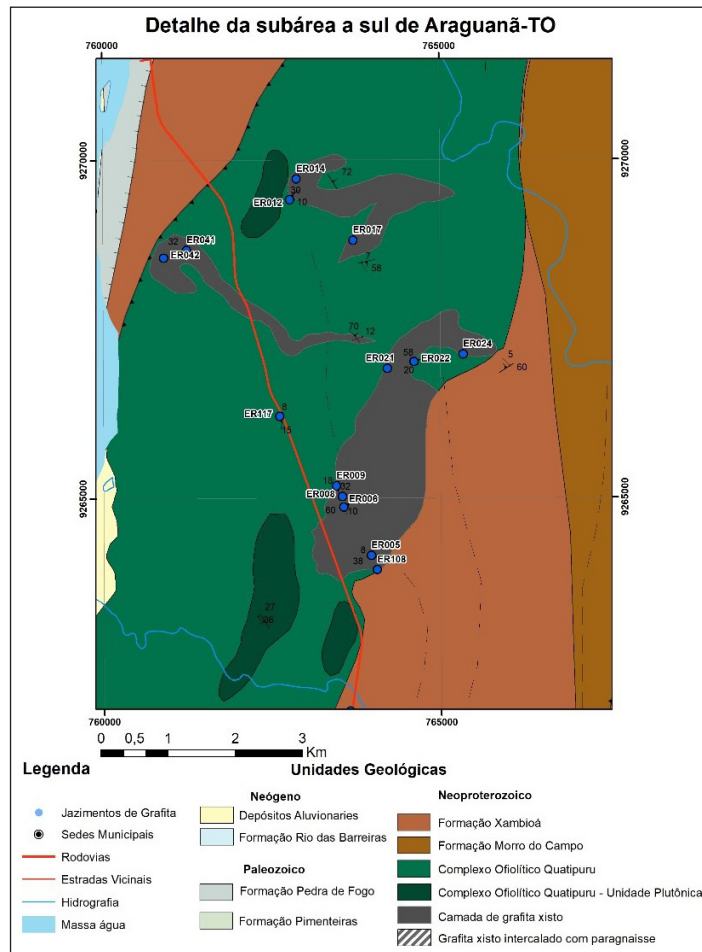 Detalhe da subárea a sul de Araguanã-TO
760000
765000
9270000
9270000
ER014
72
39
ER012
10
ER017
7
58
32
ER041
ER042
70
12
58
ER024
ER021
ER022
20
5
60
8
ER117
15
ER009
18
32
ER008
ER006
60
10
9265000
9265000
8
ER005
38
ER108
27
36
760000
765000
0 0,5 1 2 3
Km
Legenda
Jazimentos de Grafita
Sedes Municipais
Rodovias
Estradas Vicinais
Hidrografia
Massa água
Unidades Geológicas
Neógeno
Depósitos Aluvionaries
Formação Rio das Barreiras
Paleozoico
Formação Pedra de Fogo
Formação Pimenteiras
Neoproterozoico
Formação Xambioá
Formação Morro do Campo
Complexo Ofiolítico Quatipuru
Complexo Ofiolítico Quatipuru - Unidade Plutônica
Camada de grafita xisto
Grafita xisto intercalado com paragnaisse